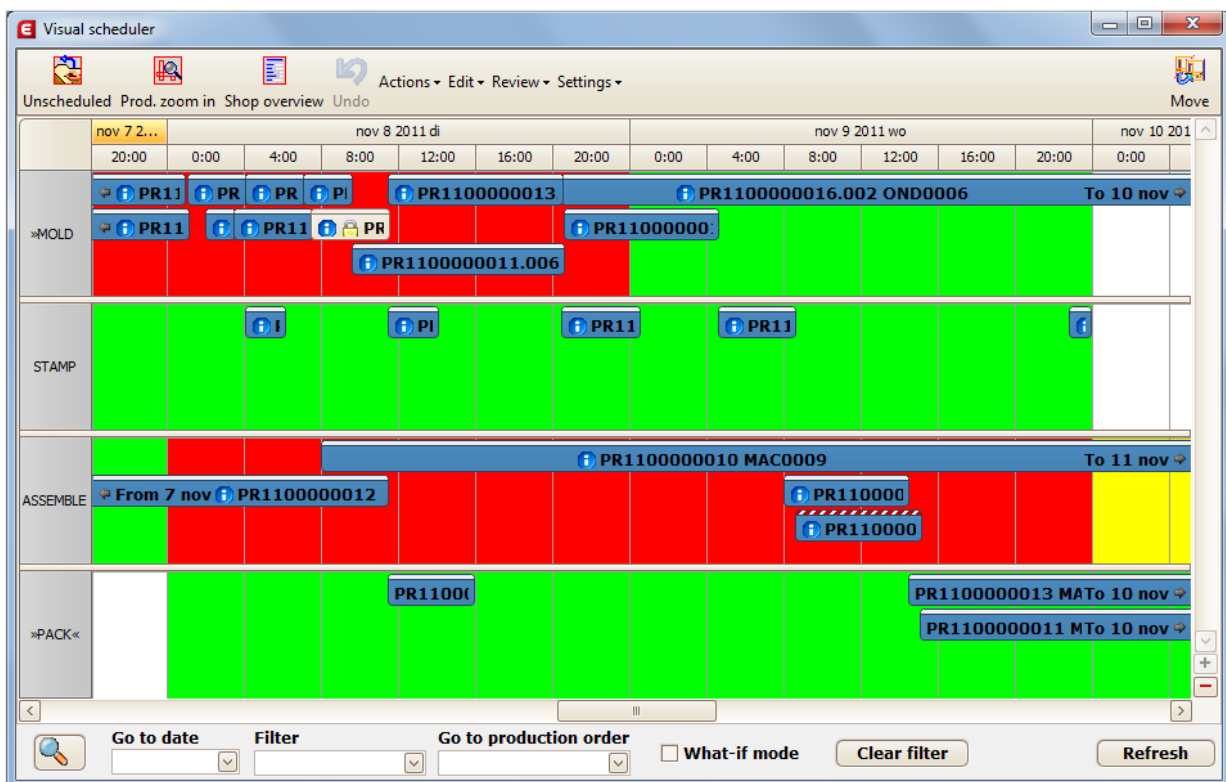 Visual scheduler
Unscheduled Prod. zoom in Shop overview Undo Actions Edit Review Settings Move
nov 7 2... nov 8 2011 di nov 9 2011 wo nov 10 201
20:00 0:00 4:00 8:00 12:00 16:00 20:00 0:00 4:00 8:00 12:00 16:00 20:00 0:00
PR11 PR PR PR1100000013 PR1100000016.002 OND0006 To 10 nov
»MOLD PR11 PR11 PR PR11000000
PR1100000011.006
STAMP PR11 PR11
PR1100000010 MAC0009 To 11 nov
ASSEMBLE From 7 nov PR1100000012 PR110000
PR110000
PR1100 PR1100000013 MA To 10 nov
»PACK« PR1100000011 M To 10 nov
Go to date Filter Go to production order
What-if mode Clear filter Refresh